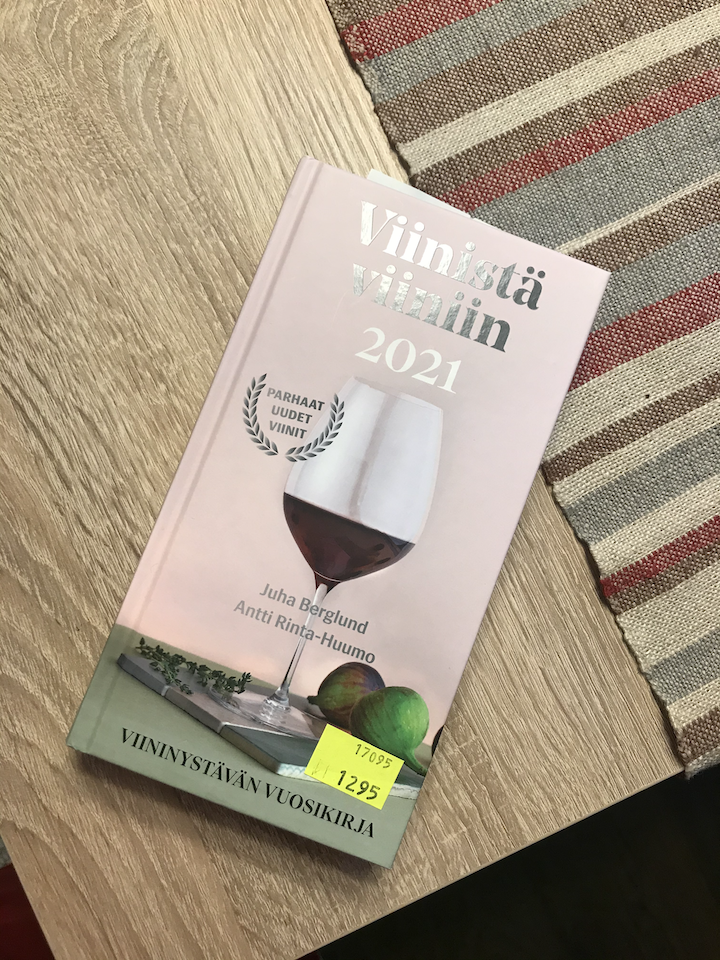 Viinistä
viiniin
2021
PARHAAT
UUDET
VIINIT
Juha Berglund
Antti Rinta-Huumo
17095
1295
VIININYSTÄVÄN VUOSIKIRJA